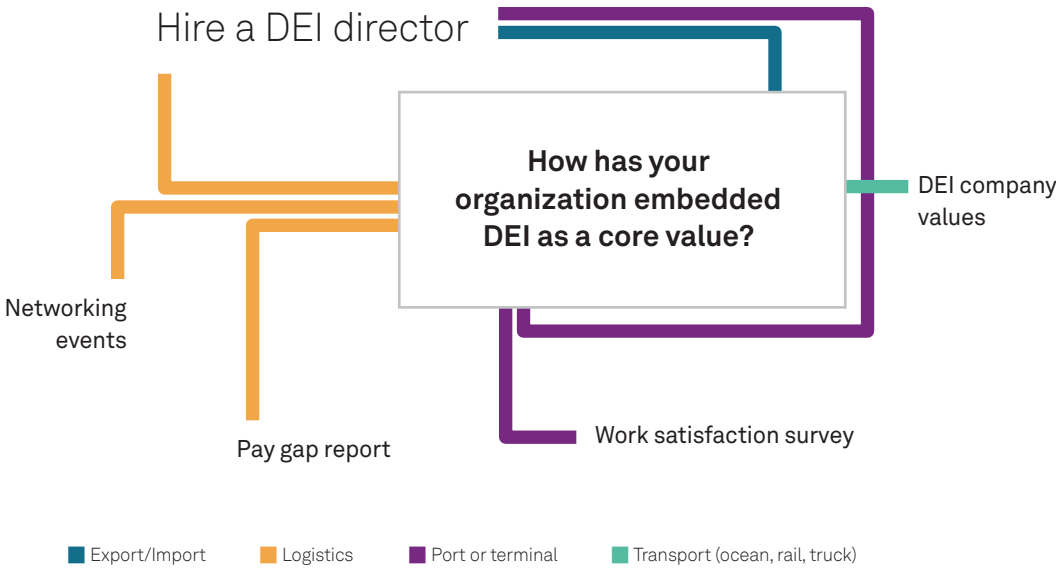 Hire a DEI director
How has your
organization embedded
DEI as a core value?
DEI company
values
Networking
events
Pay gap report
Work satisfaction survey
Export/Import
Logistics
Port or terminal
Transport (ocean, rail, truck)